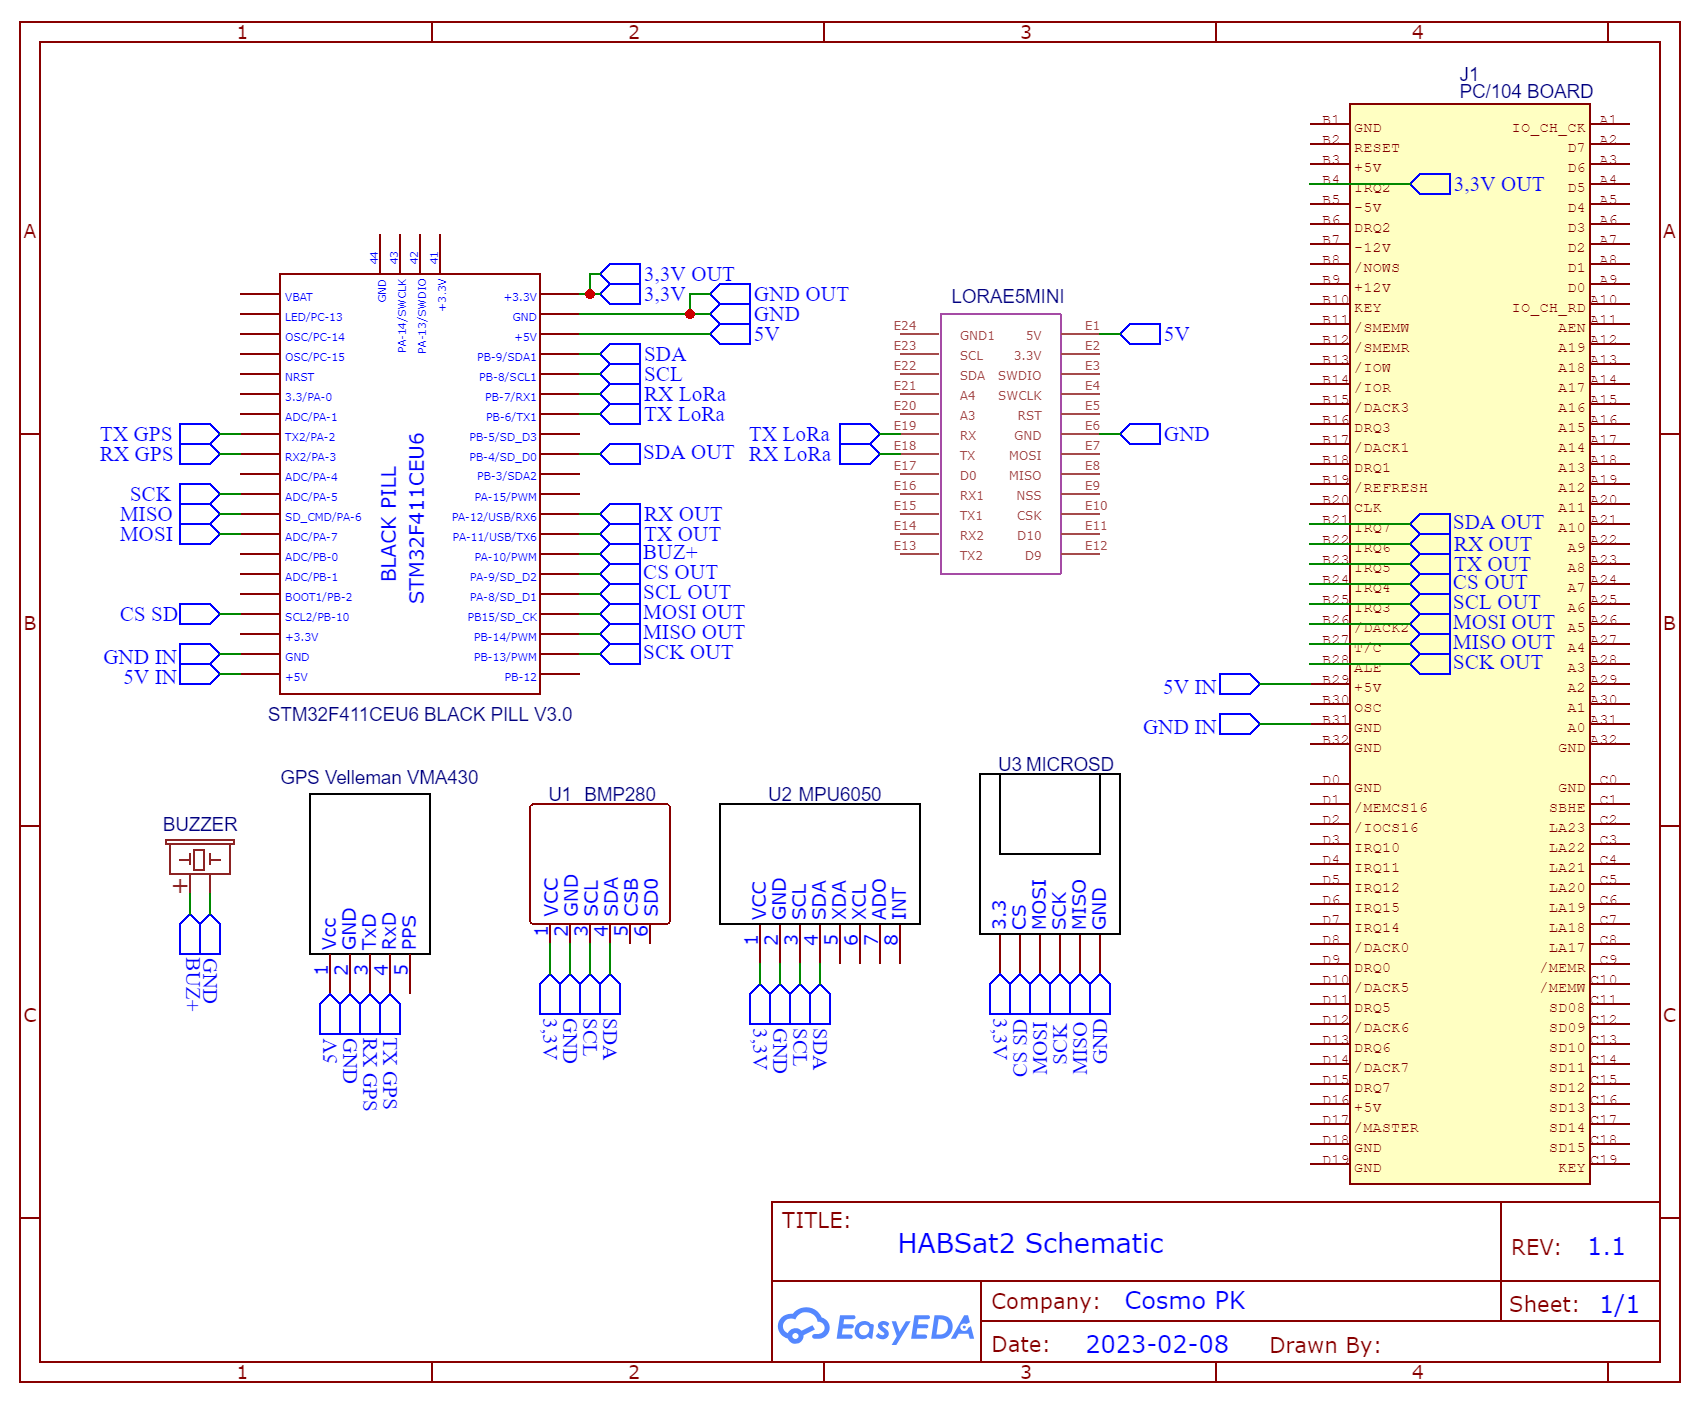 1 2 3 4
A
B
C
J1
PC/104 BOARD
B1 GND IO_CH_CK A1
B2 RESET D7 A2
B3 +5V D6 A3
B4 IRQ2 3,3V OUT D5 A4
B5 -5V D4 A5
B6 DRQ2 D3 A6
B7 -12V D2 A7
B8 /NOWS D1 A8
B9 +12V D0 A9
B10 KEY IO_CH_RD A10
B11 /SMEMW AEN A11
B12 /SMEMR A19 A12
B13 /IOW A18 A13
B14 /IOR A17 A14
B15 /DACK3 A16 A15
B16 DRQ3 A15 A16
B17 /DACK1 A14 A17
B18 DRQ1 A13 A18
B19 /REFRESH A12 A19
B20 CLK A11 A20
B21 IRQ7 SDA OUT A10 A21
B22 IRQ6 RX OUT A9 A22
B23 IRQ5 TX OUT A8 A23
B24 IRQ4 CS OUT A7 A24
B25 IRQ3 SCL OUT A6 A25
B26 /DACK2 MOSI OUT A5 A26
B27 T/C MISO OUT A4 A27
B28 ALE SCK OUT A3 A28
5V IN B29 +5V A2 A29
B30 OSC A1 A30
GND IN B31 GND A0 A31
B32 GND GND A32
D0 GND GND C0
D1 /MEMCS16 SBHE C1
D2 /IOCS16 LA23 C2
D3 IRQ10 LA22 C3
D4 IRQ11 LA21 C4
D5 IRQ12 LA20 C5
D6 IRQ15 LA19 C6
D7 IRQ14 LA18 C7
D8 /DACK0 LA17 C8
D9 DRQ0 /MEMR C9
D10 /DACK5 /MEMW C10
D11 DRQ5 SD08 C11
D12 /DACK6 SD09 C12
D13 DRQ6 SD10 C13
D14 /DACK7 SD11 C14
D15 DRQ7 SD12 C15
D16 +5V SD13 C16
D17 /MASTER SD14 C17
D18 GND SD15 C18
D19 GND KEY C19
44 43 42 41
GND PA-14/SWCLK PA-13/SWDIO +3.3V
VBAT +3.3V 3,3V OUT
3,3V
LED/PC-13 GND GND OUT
GND
OSC/PC-14 +5V 5V
OSC/PC-15 PB-9/SDA1 SDA
NRST PB-8/SCL1 SCL
3.3/PA-0 PB-7/RX1 RX LoRa
ADC/PA-1 PB-6/TX1 TX LoRa
TX GPS TX2/PA-2 PB-5/SD_D3
RX GPS RX2/PA-3 PB-4/SD_D0 SDA OUT
ADC/PA-4 PB-3/SDA2
SCK ADC/PA-5 PA-15/PWM
MISO SD_CMD/PA-6 PA-12/USB/RX6 RX OUT
MOSI ADC/PA-7 PA-11/USB/TX6 TX OUT
ADC/PB-0 PA-10/PWM BUZ+
ADC/PB-1 PA-9/SD_D2 CS OUT
BOOT1/PB-2 PA-8/SD_D1 SCL OUT
CS SD SCL2/PB-10 PB15/SD_CK MOSI OUT
+3.3V PB-14/PWM MISO OUT
GND IN GND PB-13/PWM SCK OUT
5V IN +5V PB-12
BLACK PILL
STM32F411CEU6
STM32F411CEU6 BLACK PILL V3.0
LORAE5MINI
E24 GND1 5V E1 5V
E23 SCL 3.3V E2
E22 SDA SWDIO E3
E21 A4 SWCLK E4
E20 A3 RST E5
TX LoRa E19 RX GND E6 GND
RX LoRa E18 TX MOSI E7
E17 D0 MISO E8
E16 RX1 NSS E9
E15 TX1 CSK E10
E14 RX2 D10 E11
E13 TX2 D9 E12
BUZZER
+
BUZ+ GND
GPS Velleman VMA430
Vcc GND TxD RxD PPS
1 2 3 4 5
5V GND RX GPS TX GPS
U1 BMP280
VCC GND SCL SDA CSB SD0
1 2 3 4 5 6
3,3V GND SCL SDA
U2 MPU6050
VCC GND SCL SDA XDA XCL ADO INT
1 2 3 4 5 6 7 8
3,3V GND SCL SDA
U3 MICROSD
3.3 CS MOSI SCK MISO GND
3,3V CS SD MOSI SCK MISO GND
TITLE:
HABSat2 Schematic
REV: 1.1
EasyEDA
Company: Cosmo PK
Sheet: 1/1
Date: 2023-02-08 Drawn By:
A
B
C
1 2 3 4